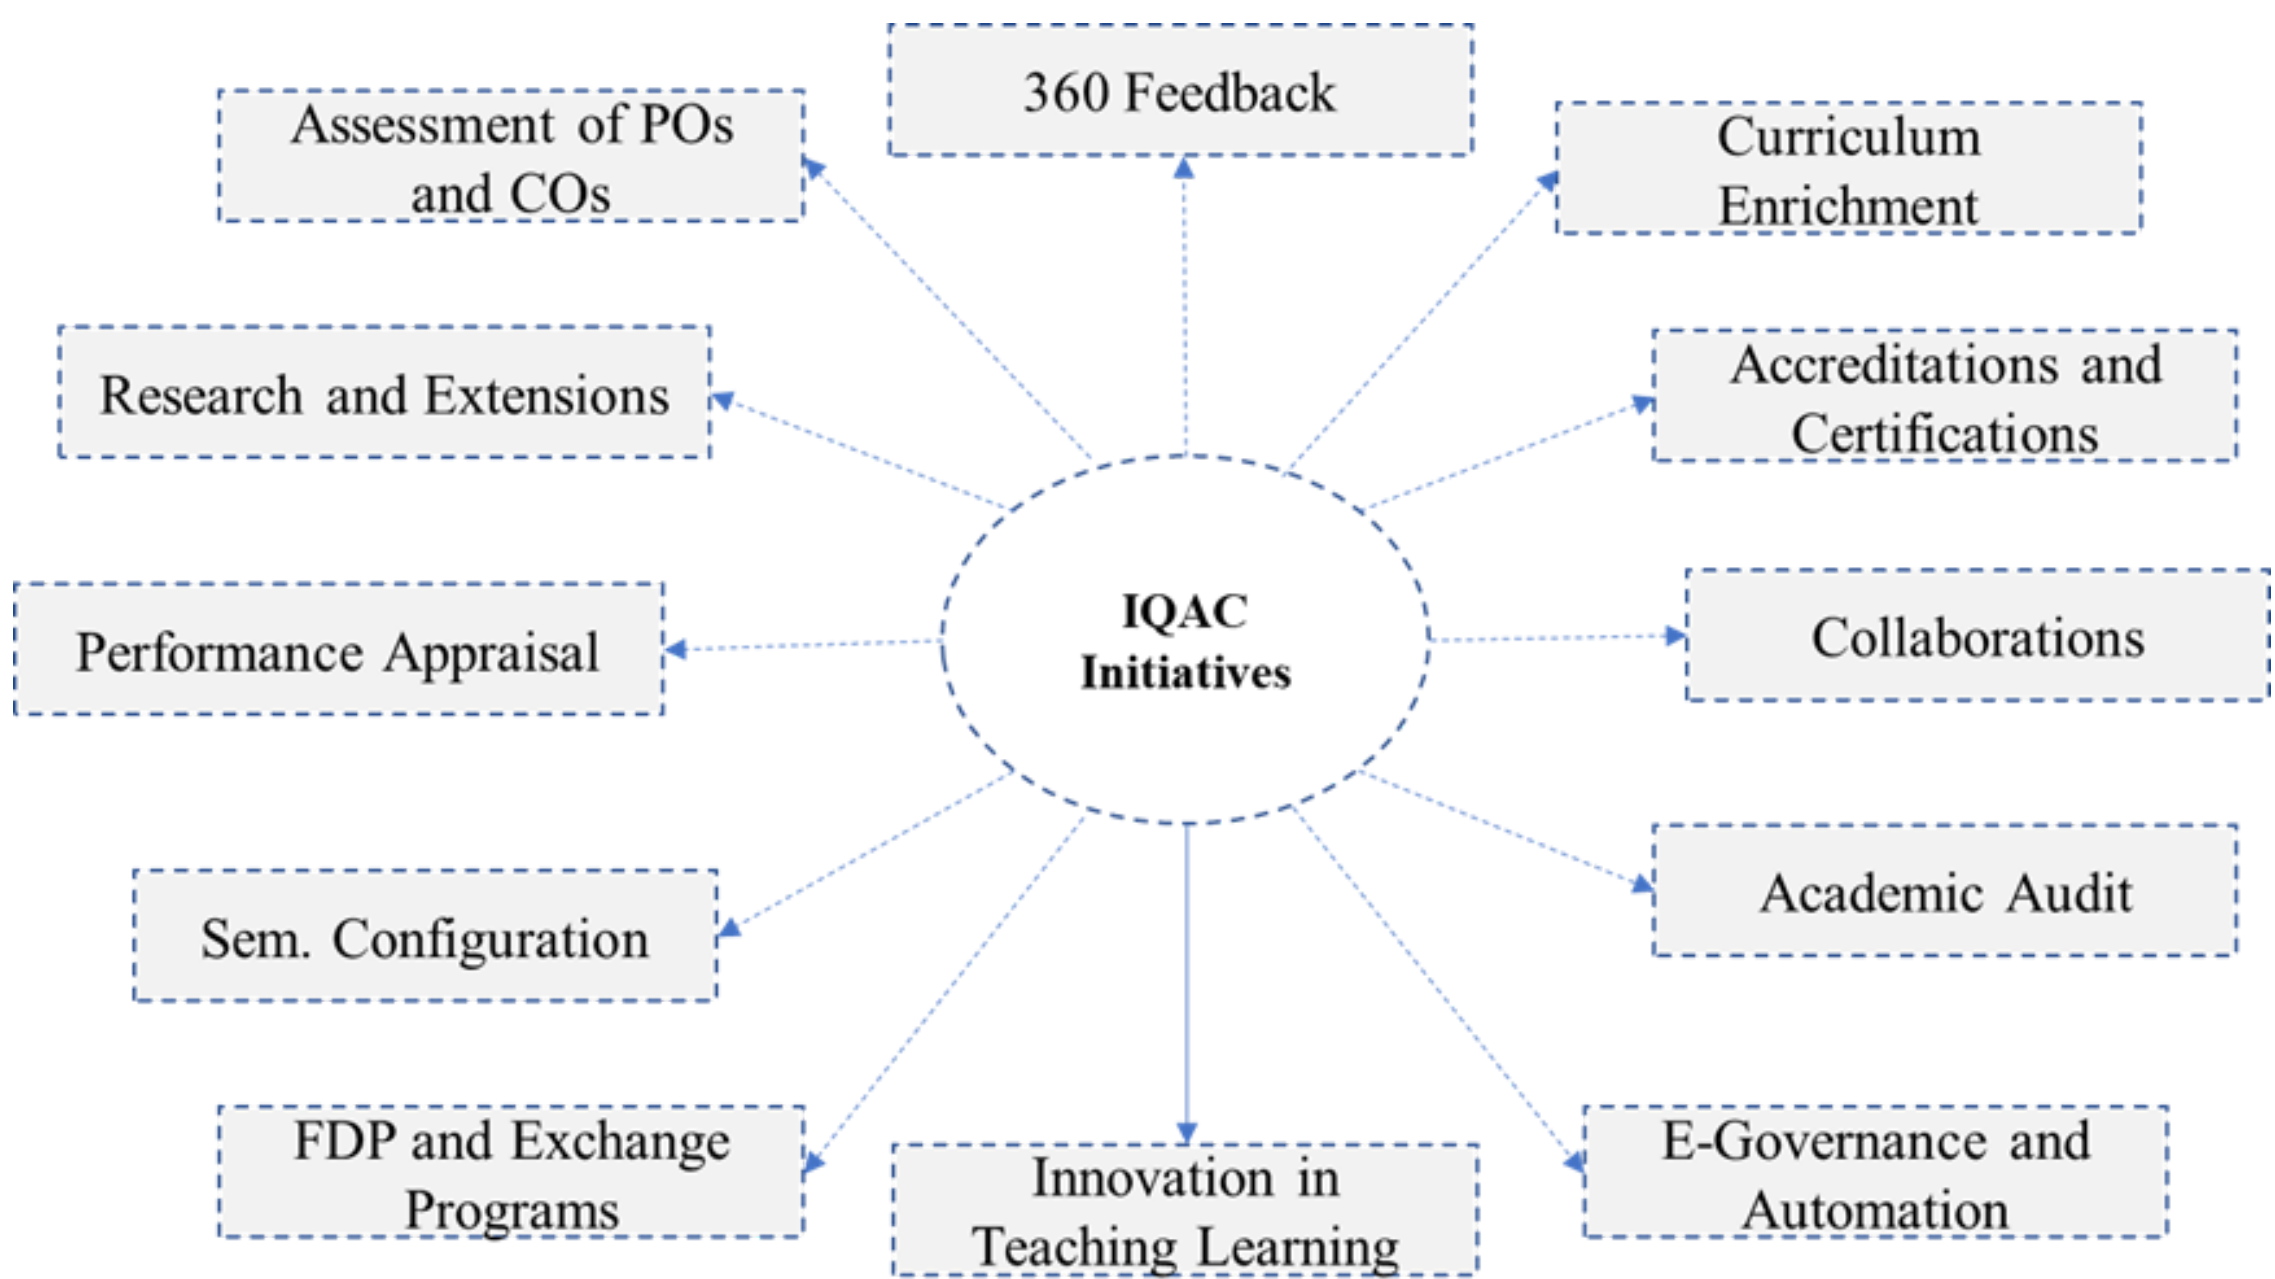 360 Feedback
Assessment of POs
and COs
Curriculum
Enrichment
Research and Extensions
Accreditations and
Certifications
Performance Appraisal
IQAC
Initiatives
Collaborations
Sem. Configuration
Academic Audit
FDP and Exchange
Programs
Innovation in
Teaching Learning
E-Governance and
Automation